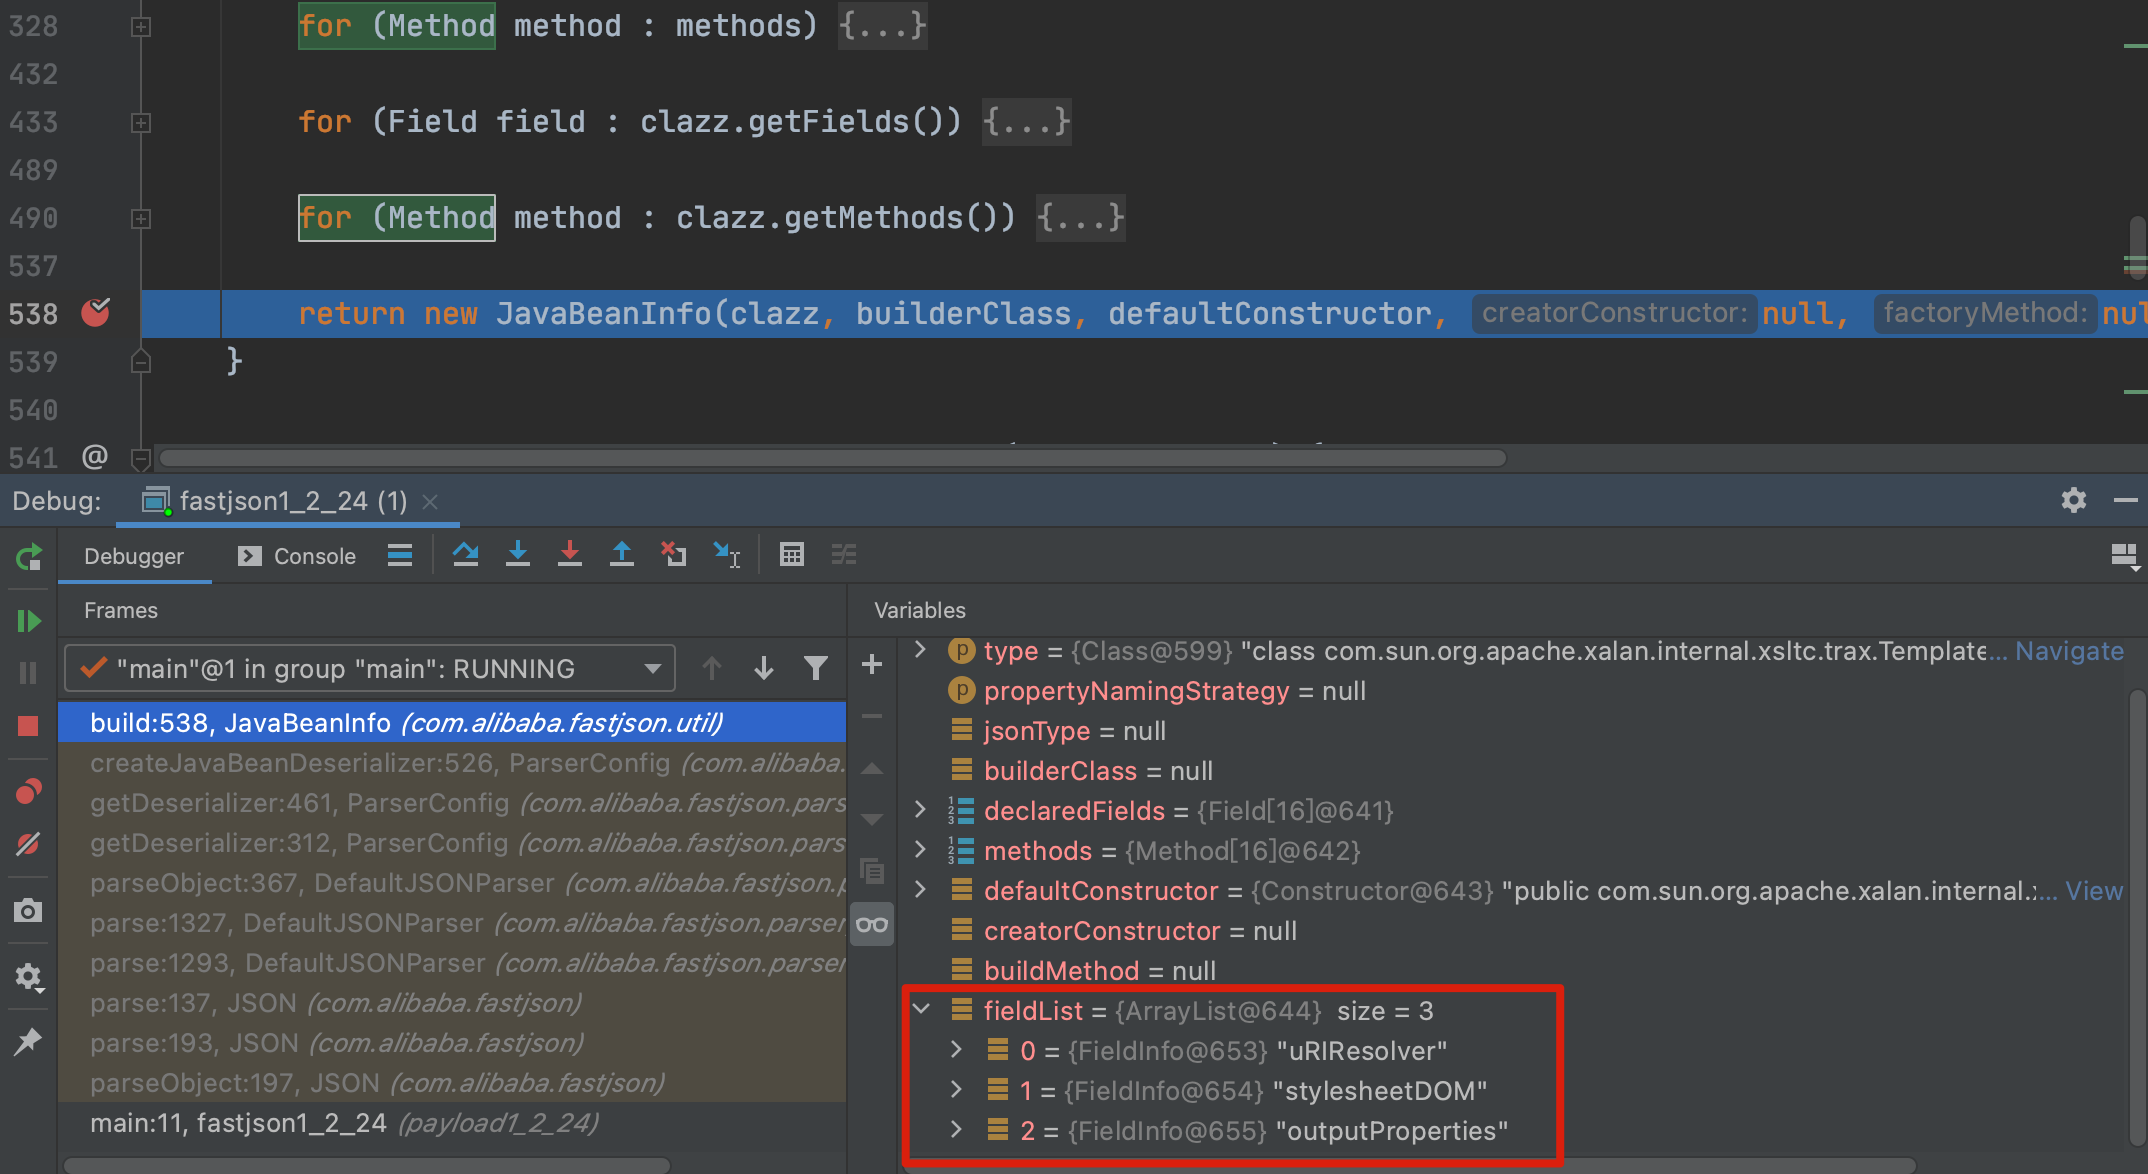 328 for (Method method : methods) {...}
432
433 for (Field field : clazz.getFields()) {...}
489
490 for (Method method : clazz.getMethods()) {...}
537
538 return new JavaBeanInfo(clazz, builderClass, defaultConstructor, creatorConstructor: null, factoryMethod: nul
539 }
540
541 @
Debug: fastjson1_2_24 (1)
Debugger Console
Frames
"main"@1 in group "main": RUNNING
build:538, JavaBeanInfo (com.alibaba.fastjson.util)
createJavaBeanDeserializer:526, ParserConfig (com.alibaba.
getDeserializer:461, ParserConfig (com.alibaba.fastjson.pars
getDeserializer:312, ParserConfig (com.alibaba.fastjson.pars
parseObject:367, DefaultJSONParser (com.alibaba.fastjson.p
parse:1327, DefaultJSONParser (com.alibaba.fastjson.parser,
parse:1293, DefaultJSONParser (com.alibaba.fastjson.parser
parse:137, JSON (com.alibaba.fastjson)
parse:193, JSON (com.alibaba.fastjson)
parseObject:197, JSON (com.alibaba.fastjson)
main:11, fastjson1_2_24 (payload1_2_24)
Variables
type = {Class@599} "class com.sun.org.apache.xalan.internal.xsltc.trax.Template... Navigate
propertyNamingStrategy = null
jsonType = null
builderClass = null
declaredFields = {Field[16]@641}
methods = {Method[16]@642}
defaultConstructor = {Constructor@643} "public com.sun.org.apache.xalan.internal.... View
creatorConstructor = null
buildMethod = null
fieldList = {ArrayList@644} size = 3
0 = {FieldInfo@653} "uRIResolver"
1 = {FieldInfo@654} "stylesheetDOM"
2 = {FieldInfo@655} "outputProperties"